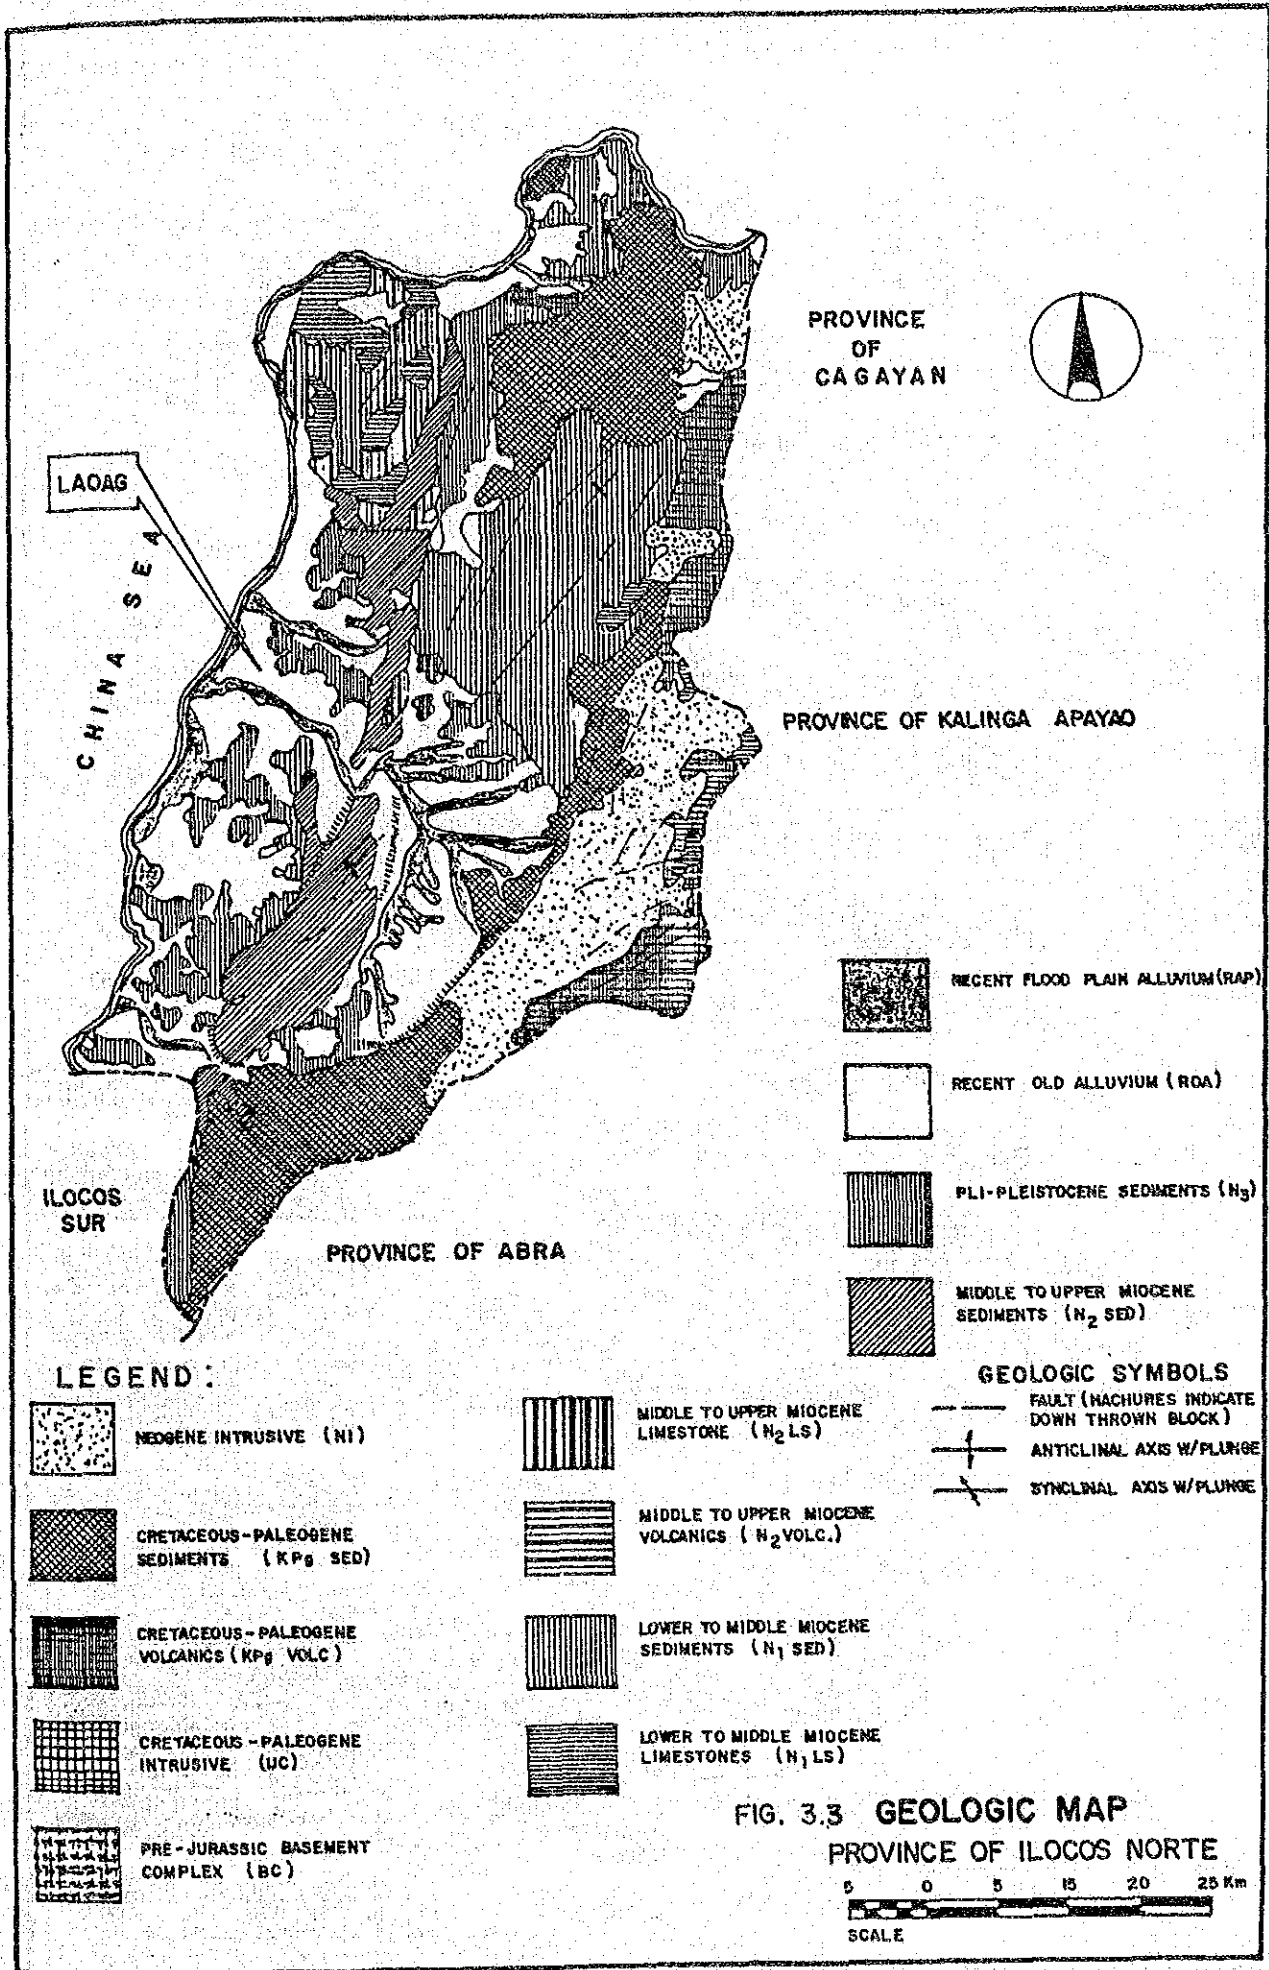 PROVINCE
OF
CAGAYAN
LAOAG
CHINA SEA
PROVINCE OF KALINGA APAYAO
ILOCOS
SUR
PROVINCE OF ABRA
RECENT FLOOD PLAIN ALLUVIUM (RAP)
RECENT OLD ALLUVIUM (ROA)
PLI-PLEISTOCENE SEDIMENTS (N3)
MIDDLE TO UPPER MIOCENE
SEDIMENTS (N2 SED)
LEGEND :
NEOGENE INTRUSIVE (NI)
CRETACEOUS-PALEOGENE
SEDIMENTS (KPg SED)
CRETACEOUS-PALEOGENE
VOLCANICS (KPg VOLC)
CRETACEOUS-PALEOGENE
INTRUSIVE (UC)
PRE-JURASSIC BASEMENT
COMPLEX (BC)
MIDDLE TO UPPER MIOCENE
LIMESTONE (N2 LS)
MIDDLE TO UPPER MIOCENE
VOLCANICS (N2 VOLC.)
LOWER TO MIDDLE MIOCENE
SEDIMENTS (N1 SED)
LOWER TO MIDDLE MIOCENE
LIMESTONES (N1 LS)
GEOLOGIC SYMBOLS
FAULT (HACHURES INDICATE
DOWN THROWN BLOCK)
ANTICLINAL AXIS W/PLUNGE
SYNCLINAL AXIS W/PLUNGE
FIG. 3.3 GEOLOGIC MAP
PROVINCE OF ILOCOS NORTE
5 0 5 15 20 25 Km
SCALE